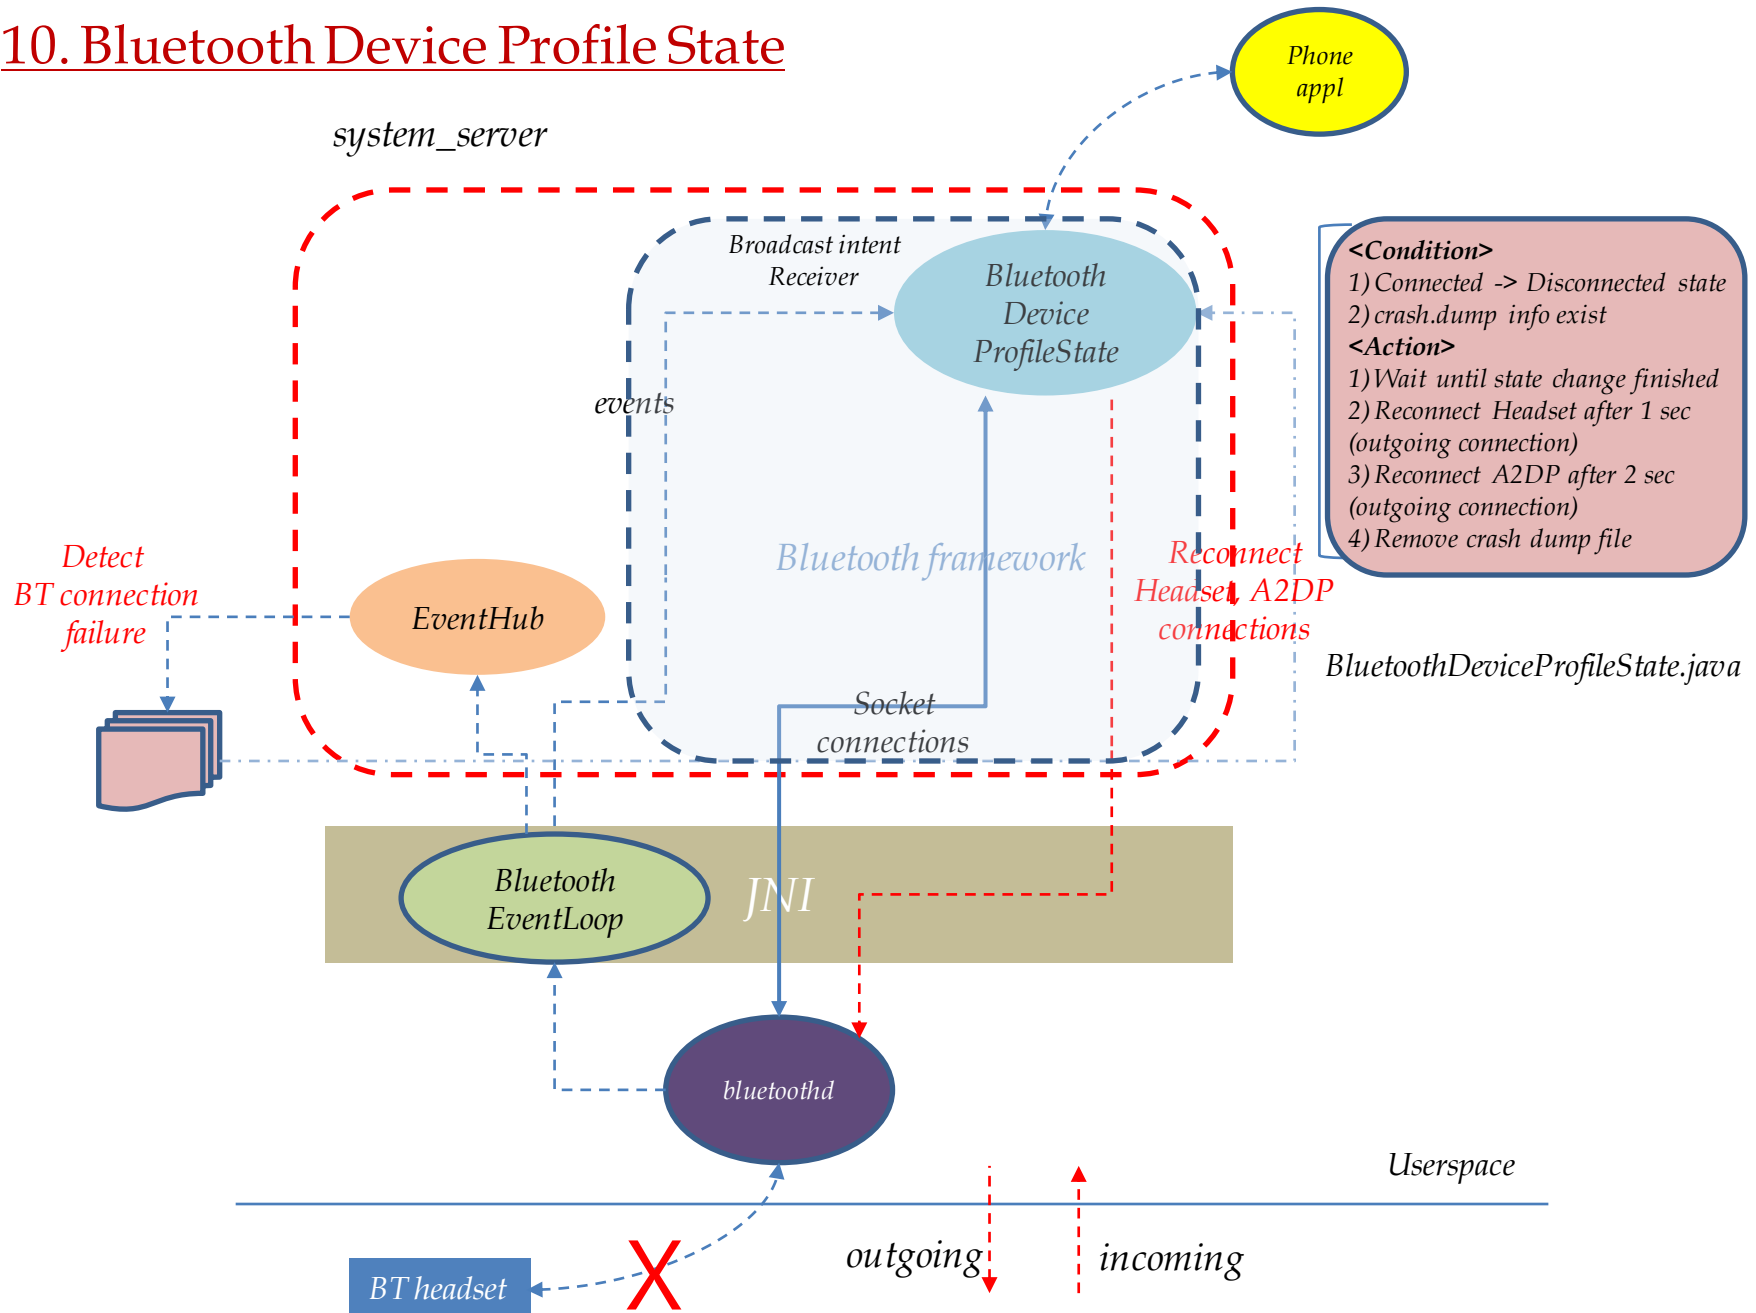 10. Bluetooth Device Profile State
Phone
appl
system_server
Broadcast intent
Receiver
Bluetooth
Device
ProfileState
<Condition>
1) Connected -> Disconnected state
2) crash.dump info exist
<Action>
1) Wait until state change finished
2) Reconnect Headset after 1 sec
(outgoing connection)
3) Reconnect A2DP after 2 sec
(outgoing connection)
4) Remove crash dump file
events
Detect
BT connection
failure
EventHub
Bluetooth framework
Reconnect
Headset, A2DP
connections
BluetoothDeviceProfileState.java
Socket
connections
Bluetooth
EventLoop
JNI
bluetoothd
Userspace
outgoing
incoming
X
BT headset